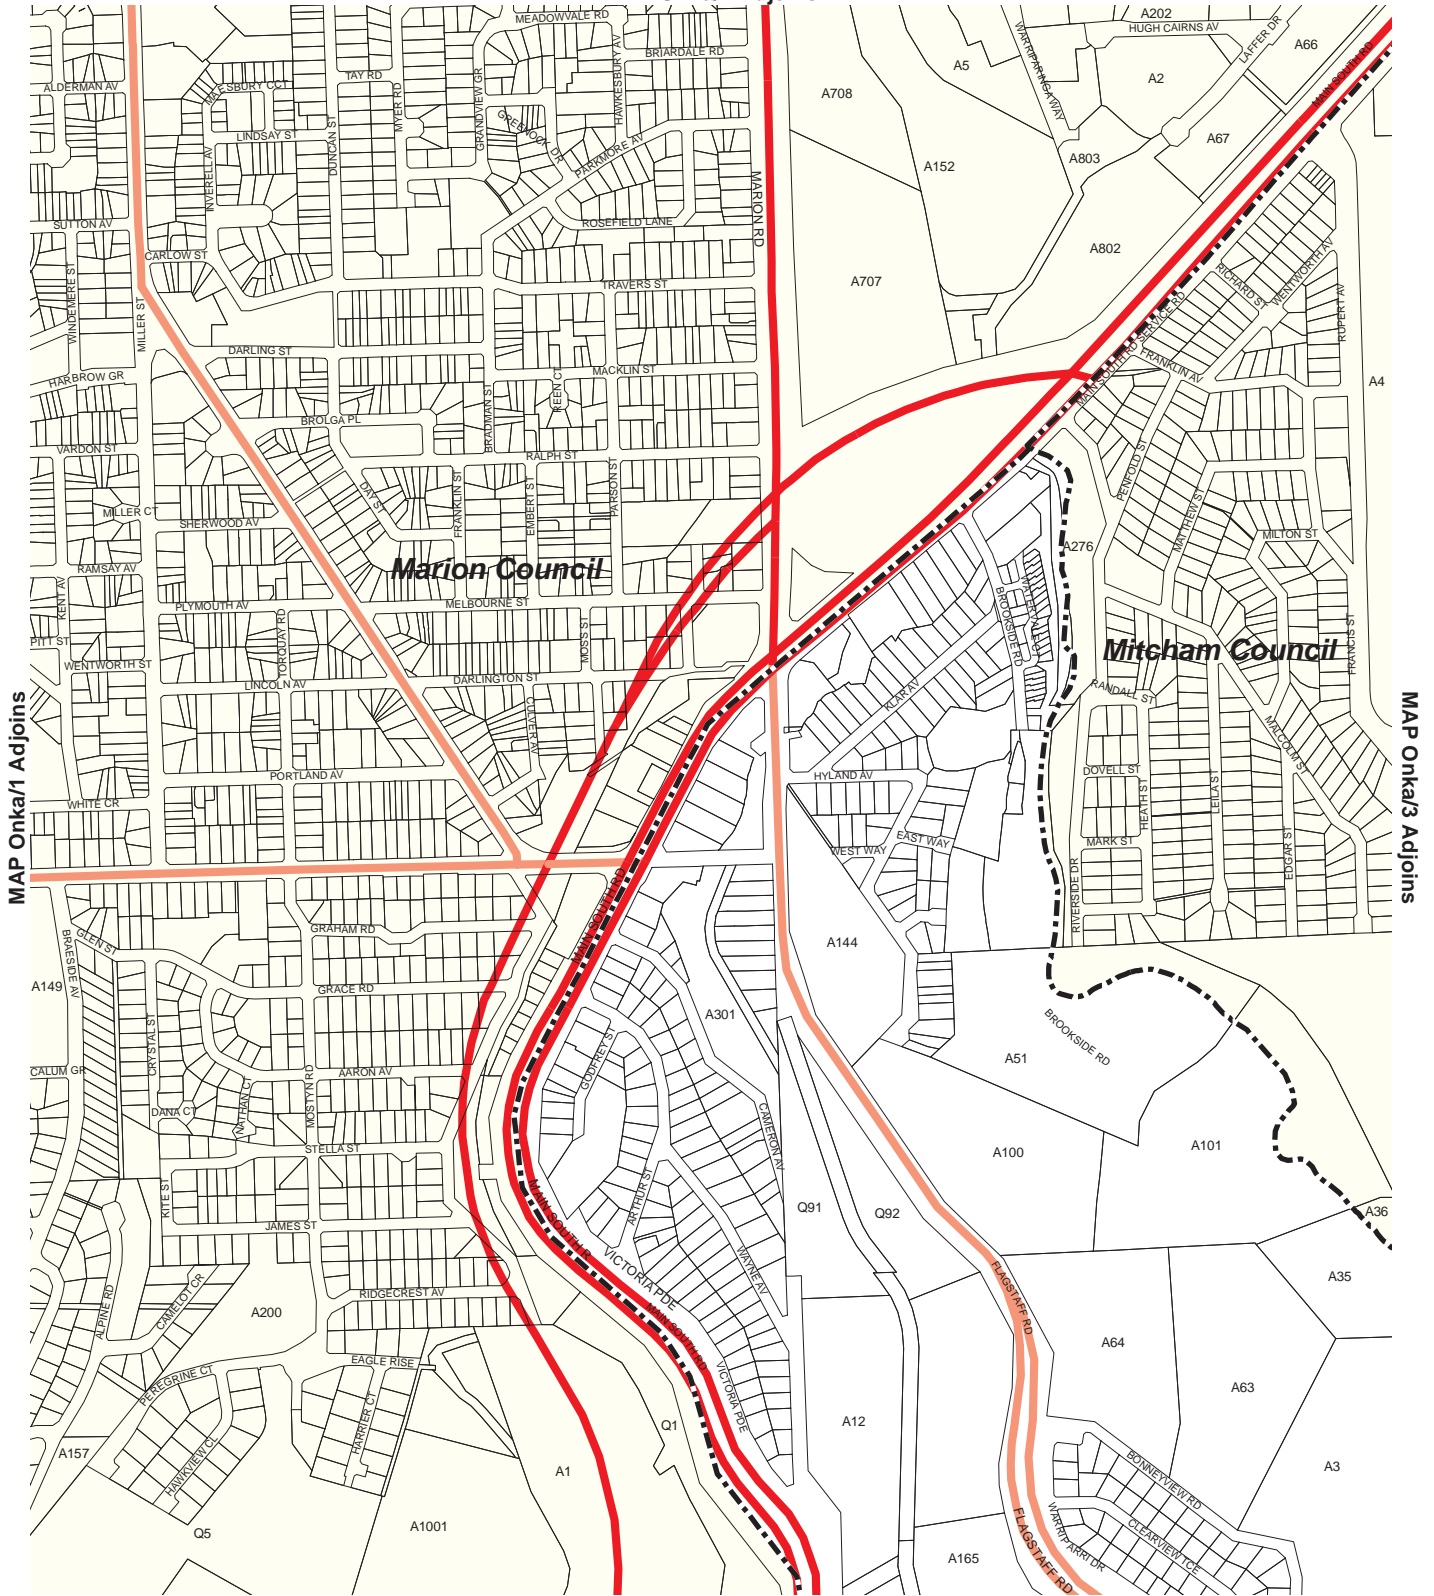 MEADOWVALE RD
A202
HUGH CAIRNS AV
LAFFER DR
A66
WARRIPARINGA WAY
BRIARDALE RD
HAWKESBURY AV
A5
A2
MAIN SOUTH RD
TAY RD
ALDERMAN AV
MYER RD
GRANDVIEW GR
A708
GREENOCK DR
LINDSAY ST
DUNCAN ST
PARKMORE AV
A67
A803
A152
INVERELL AV
MARION RD
SUTTON AV
ROSEFIELD LANE
A802
CARLOW ST
WINDEMERE ST
TRAVERS ST
A707
RICHARD ST
WENTWORTH AV
RUPERT AV
MILLER ST
MAIN SOUTH RD SERVICE RD
DARLING ST
FRANKLIN AV
HARBROW GR
MACKLIN ST
REEN CT
BRADMAN ST
A4
BROLGA PL
VARDON ST
RALPH ST
PENFOLD ST
DAY ST
FRANKLIN ST
EMBERT ST
PARSON ST
MILLER CT
SHERWOOD AV
MATTHEW ST
MILTON ST
A276
Marion Council
RAMSAY AV
KENT AV
PLYMOUTH AV
MELBOURNE ST
WATERVALE CT
BROOKSIDE RD
TORQUAY RD
MOSS ST
PITT ST
FRANCIS ST
Mitcham Council
WENTWORTH ST
LINCOLN AV
DARLINGTON ST
KLAR AV
RANDALL ST
CULVER AV
MALCOLM ST
MAP Onka/1 Adjoins
MAP Onka/3 Adjoins
PORTLAND AV
HYLAND AV
DOVELL ST
HEATH ST
LEILA ST
WHITE CR
EAST WAY
WEST WAY
MARK ST
EDGAR ST
RIVERSIDE DR
MAIN SOUTH RD
GLEN ST
BRAESIDE AV
GRAHAM RD
A144
A149
GRACE RD
A301
CRYSTAL ST
GODFREY ST
BROOKSIDE RD
A51
CALUM GR
AARON AV
MOSTYN RD
NATHAN CT
DANA CT
CAMERON AV
STELLA ST
A100
A101
KITE ST
ARTHUR ST
MAIN SOUTH R
Q91
Q92
A36
JAMES ST
VICTORIA PDE
WAYNE AV
FLAGSTAFF RD
A35
ALPINE RD
CAMELOT CR
A200
RIDGECREST AV
MAIN SOUTH RD
A64
EAGLE RISE
PEREGRINE CT
VICTORIA PDE
A63
HARRIER CT
Q1
A12
A157
HAWKVIEW CL
BONNEYVIEW RD
A3
A1
WARRIPARRI DR
CLEARVIEW TCE
Q5
A1001
FLAGSTAFF RD
A165